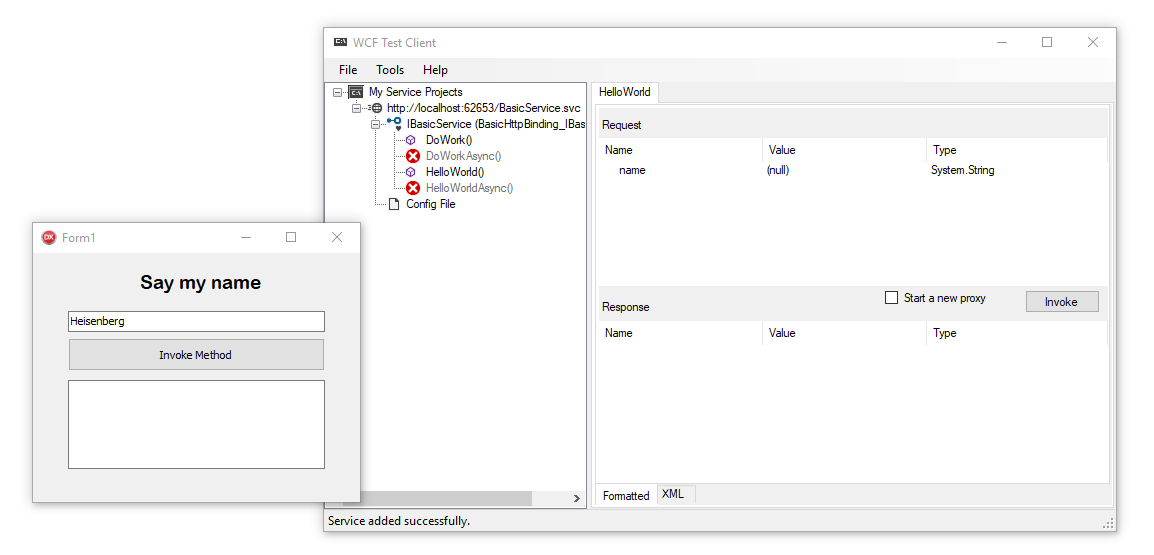 WCF Test Client
File Tools Help
My Service Projects
http://localhost:62653/BasicService.svc
IBasicService (BasicHttpBinding_IBas
DoWork()
DoWorkAsync()
HelloWorld()
HelloWorldAsync()
Config File
HelloWorld
Request
Name Value Type
name (null) System.String
Response
Start a new proxy
Invoke
Name Value Type
Formatted XML
Service added successfully.
DX Form1
Say my name
Heisenberg
Invoke Method